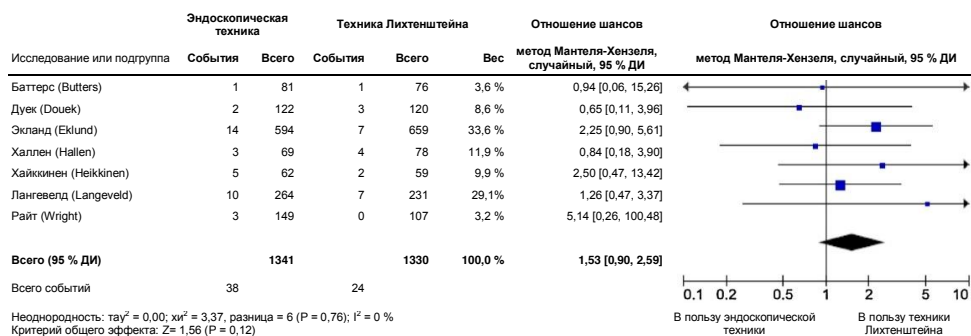 Эндоскопическая техника Техника Лихтенштейна Отношение шансов Отношение шансов
Исследование или подгруппа События Всего События Всего Вес метод Мантеля-Хензеля, случайный, 95 % ДИ метод Мантеля-Хензеля, случайный, 95 % ДИ
Баттерс (Butters) 1 81 1 76 3,6 % 0,94 [0,06, 15,26]
Дуек (Douek) 2 122 3 120 8,6 % 0,65 [0,11, 3,96]
Экланд (Eklund) 14 594 7 659 33,6 % 2,25 [0,90, 5,61]
Халлен (Hallen) 3 69 4 78 11,9 % 0,84 [0,18, 3,90]
Хайккинен (Heikkinen) 5 62 2 59 9,9 % 2,50 [0,47, 13,42]
Лангевелд (Langeveld) 10 264 7 231 29,1% 1,26 [0,47, 3,37]
Райт (Wright) 3 149 0 107 3,2 % 5,14 [0,26, 100,48]
Всего (95 % ДИ) 1341 1330 100,0 % 1,53 [0,90, 2,59]
Всего событий 38 24
0.1 0.2 0.5 1 2 5 10
Неоднородность: тау² = 0,00; хи² = 3,37, разница = 6 (P = 0,76); I² = 0 %
Критерий общего эффекта: Z= 1,56 (P = 0,12)
В пользу эндоскопической техники В пользу техники Лихтенштейна